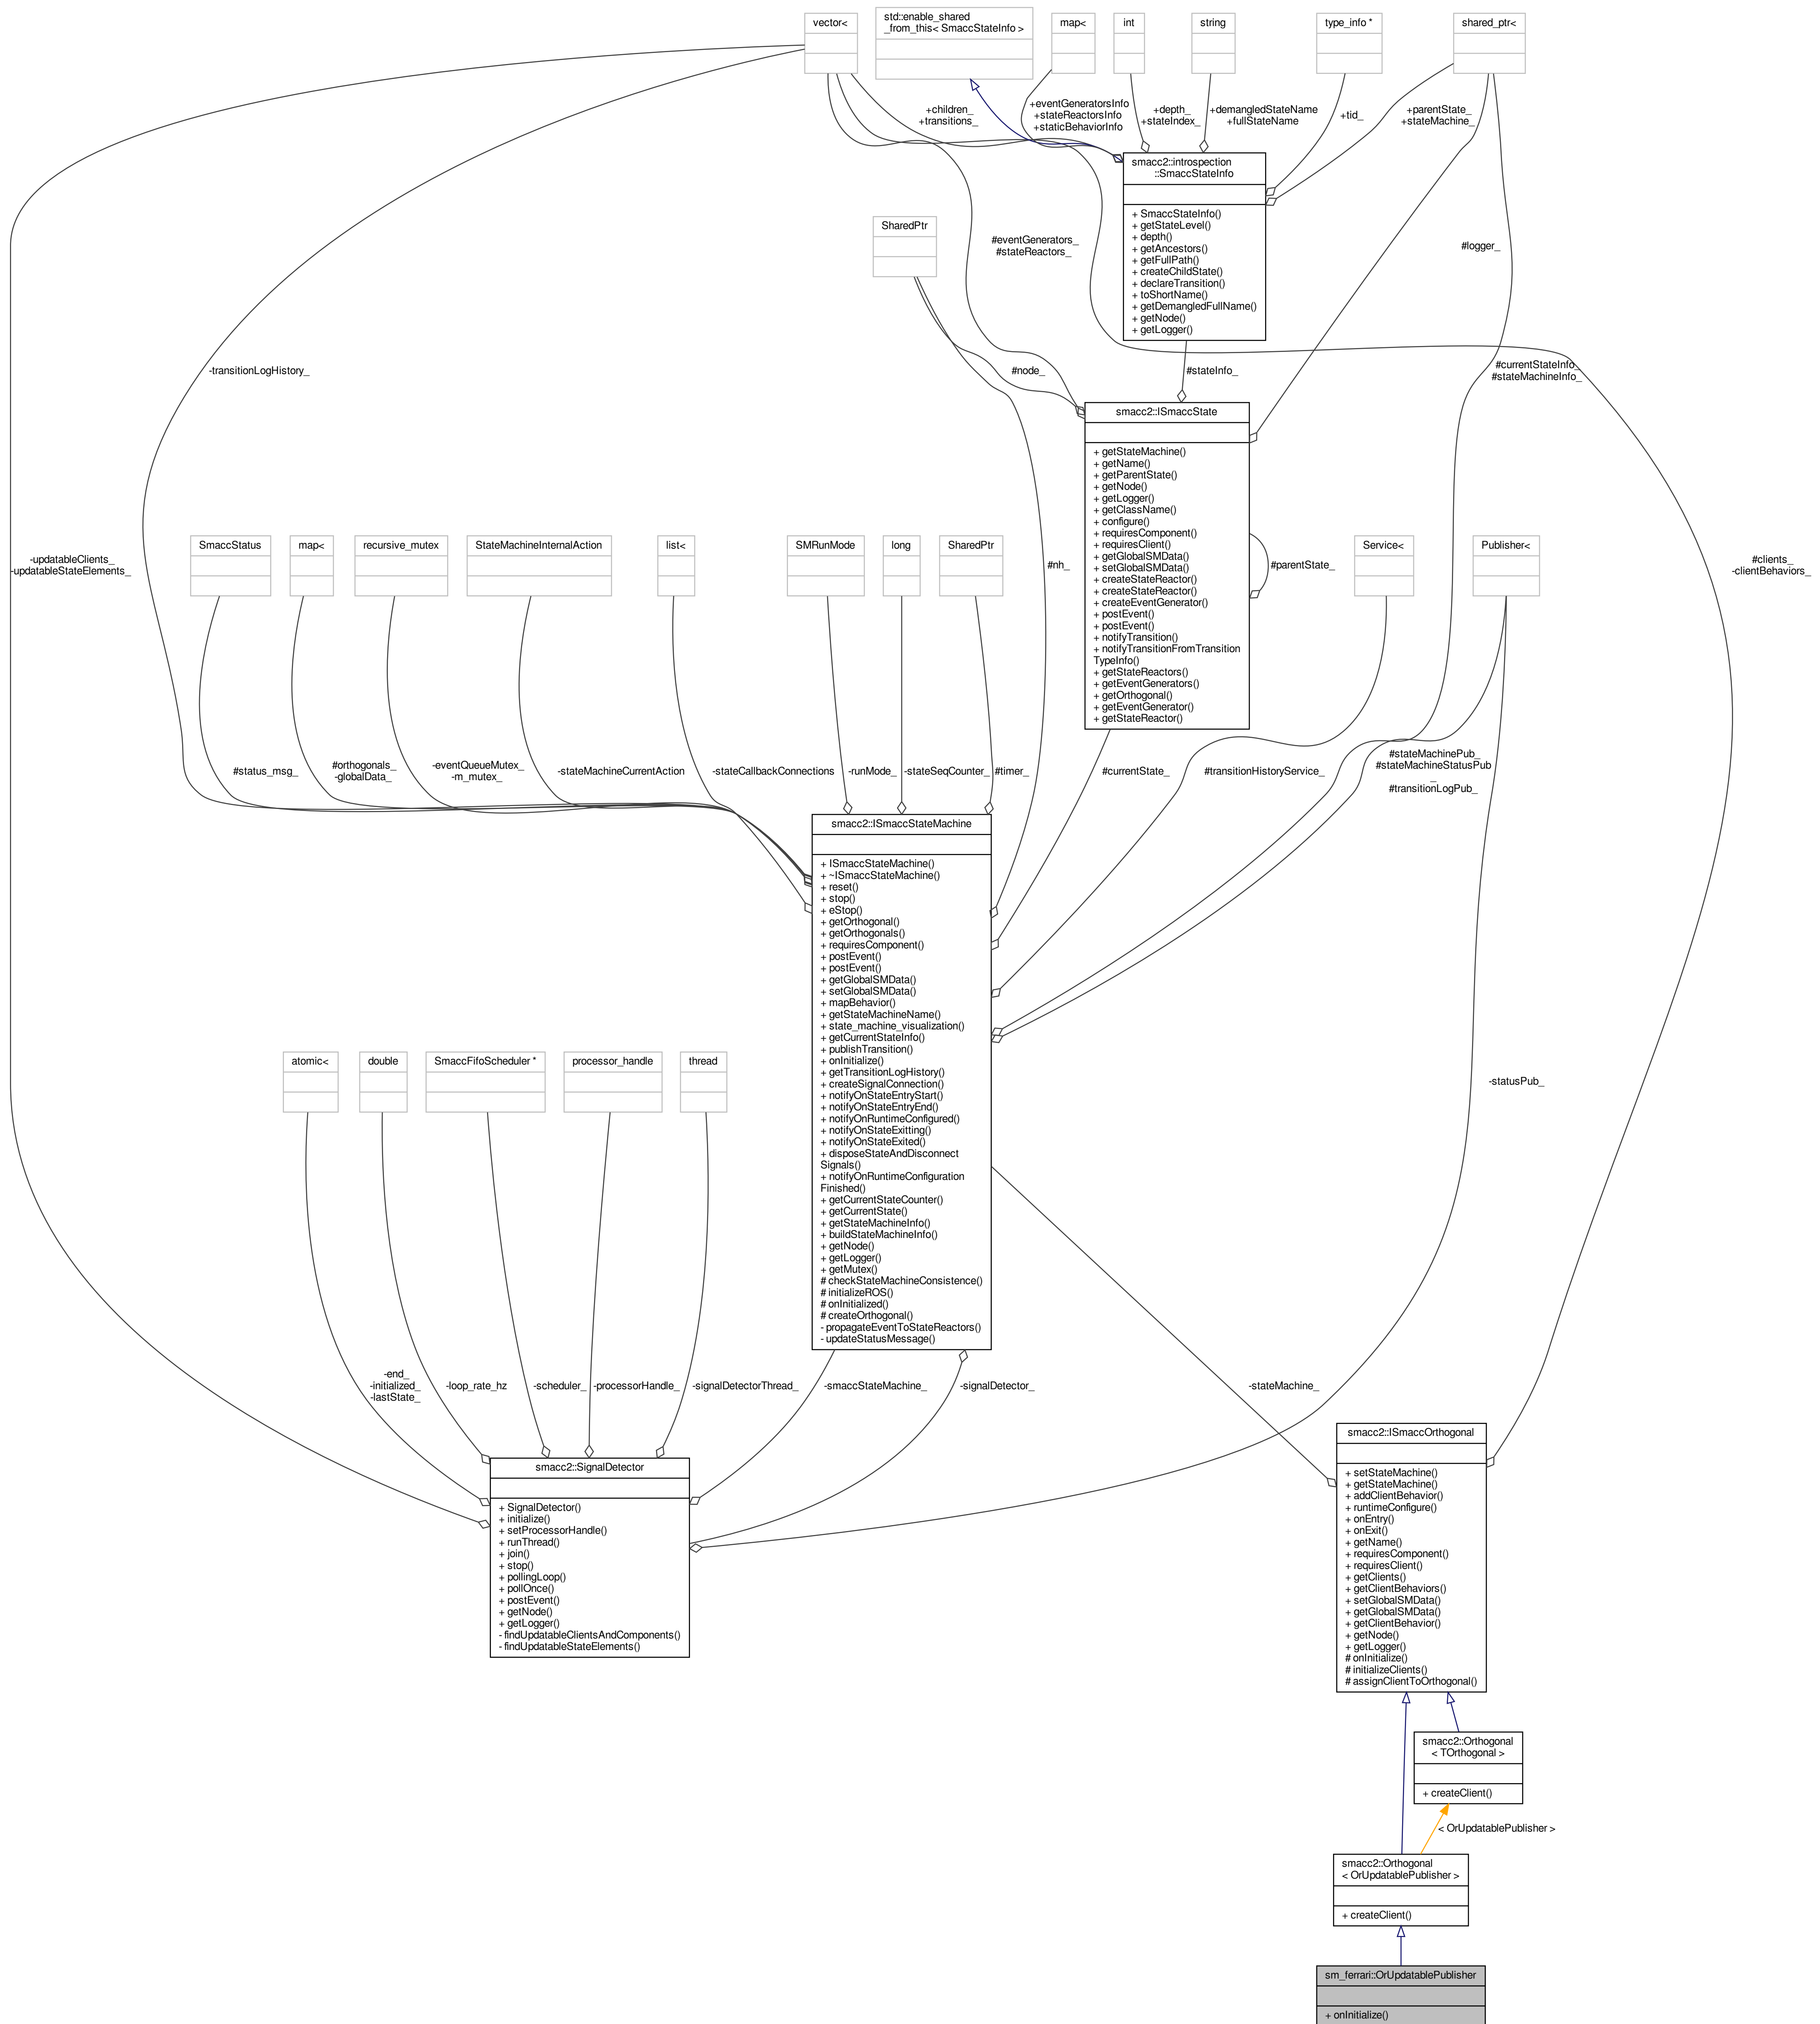 vector<
std::enable_shared
_from_this< SmaccStateInfo >
map<
int
string
type_info *
shared_ptr<
+children_
+transitions_
+eventGeneratorsInfo
+stateReactorsInfo
+staticBehaviorInfo
+depth_
+stateIndex_
+demangledStateName
+fullStateName
+tid_
+parentState_
+stateMachine_
smacc2::introspection
::SmaccStateInfo
+ SmaccStateInfo()
+ getStateLevel()
+ depth()
+ getAncestors()
+ getFullPath()
+ createChildState()
+ declareTransition()
+ toShortName()
+ getDemangledFullName()
+ getNode()
+ getLogger()
SharedPtr
#eventGenerators_
#stateReactors_
#logger_
-transitionLogHistory_
#node_
#stateInfo_
#currentStateInfo_
#stateMachineInfo_
smacc2::ISmaccState
+ getStateMachine()
+ getName()
+ getParentState()
+ getNode()
+ getLogger()
+ getClassName()
+ configure()
+ requiresComponent()
+ requiresClient()
+ getGlobalSMData()
+ setGlobalSMData()
+ createStateReactor()
+ createStateReactor()
+ createEventGenerator()
+ postEvent()
+ postEvent()
+ notifyTransition()
+ notifyTransitionFromTransition
TypeInfo()
+ getStateReactors()
+ getEventGenerators()
+ getOrthogonal()
+ getEventGenerator()
+ getStateReactor()
#parentState_
-updatableClients_
-updatableStateElements_
SmaccStatus
map<
recursive_mutex
StateMachineInternalAction
list<
SMRunMode
long
SharedPtr
#nh_
Service<
Publisher<
#clients_
-clientBehaviors_
#status_msg_
#orthogonals_
-globalData_
-eventQueueMutex_
-m_mutex_
-stateMachineCurrentAction
-stateCallbackConnections
-runMode_
-stateSeqCounter_
#timer_
#currentState_
#transitionHistoryService_
#stateMachinePub_
#stateMachineStatusPub
_
#transitionLogPub_
smacc2::ISmaccStateMachine
+ ISmaccStateMachine()
+ ~ISmaccStateMachine()
+ reset()
+ stop()
+ eStop()
+ getOrthogonal()
+ getOrthogonals()
+ requiresComponent()
+ postEvent()
+ postEvent()
+ getGlobalSMData()
+ setGlobalSMData()
+ mapBehavior()
+ getStateMachineName()
+ state_machine_visualization()
+ getCurrentStateInfo()
+ publishTransition()
+ onInitialize()
+ getTransitionLogHistory()
+ createSignalConnection()
+ notifyOnStateEntryStart()
+ notifyOnStateEntryEnd()
+ notifyOnRuntimeConfigured()
+ notifyOnStateExitting()
+ notifyOnStateExited()
+ disposeStateAndDisconnect
Signals()
+ notifyOnRuntimeConfiguration
Finished()
+ getCurrentStateCounter()
+ getCurrentState()
+ getStateMachineInfo()
+ buildStateMachineInfo()
+ getNode()
+ getLogger()
+ getMutex()
# checkStateMachineConsistence()
# initializeROS()
# onInitialized()
# createOrthogonal()
- propagateEventToStateReactors()
- updateStatusMessage()
atomic<
double
SmaccFifoScheduler *
processor_handle
thread
-statusPub_
-end_
-initialized_
-lastState_
-loop_rate_hz
-scheduler_
-processorHandle_
-signalDetectorThread_
-smaccStateMachine_
-signalDetector_
-stateMachine_
smacc2::SignalDetector
+ SignalDetector()
+ initialize()
+ setProcessorHandle()
+ runThread()
+ join()
+ stop()
+ pollingLoop()
+ pollOnce()
+ postEvent()
+ getNode()
+ getLogger()
- findUpdatableClientsAndComponents()
- findUpdatableStateElements()
smacc2::ISmaccOrthogonal
+ setStateMachine()
+ getStateMachine()
+ addClientBehavior()
+ runtimeConfigure()
+ onEntry()
+ onExit()
+ getName()
+ requiresComponent()
+ requiresClient()
+ getClients()
+ getClientBehaviors()
+ setGlobalSMData()
+ getGlobalSMData()
+ getClientBehavior()
+ getNode()
+ getLogger()
# onInitialize()
# initializeClients()
# assignClientToOrthogonal()
smacc2::Orthogonal
< TOrthogonal >
+ createClient()
< OrUpdatablePublisher >
smacc2::Orthogonal
< OrUpdatablePublisher >
+ createClient()
sm_ferrari::OrUpdatablePublisher
+ onInitialize()